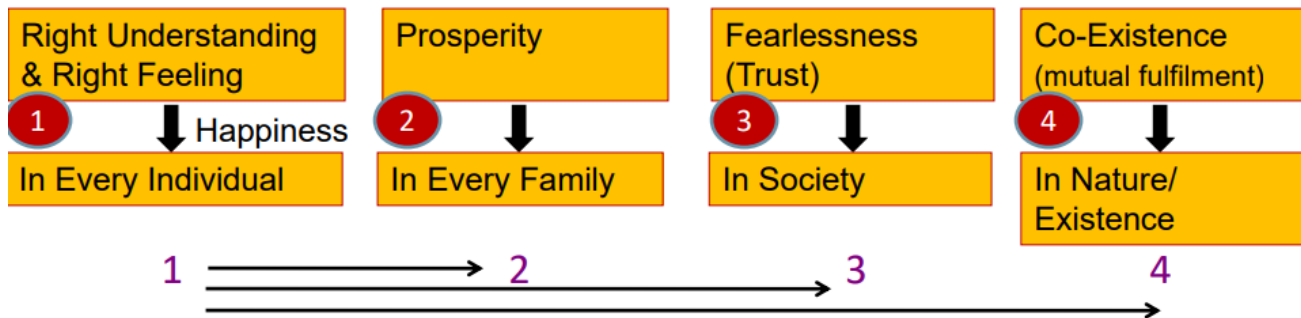 Right Understanding
& Right Feeling
Prosperity
Fearlessness
(Trust)
Co-Existence
(mutual fulfilment)
1
Happiness
2
3
4
In Every Individual
In Every Family
In Society
In Nature/
Existence
1
2
3
4